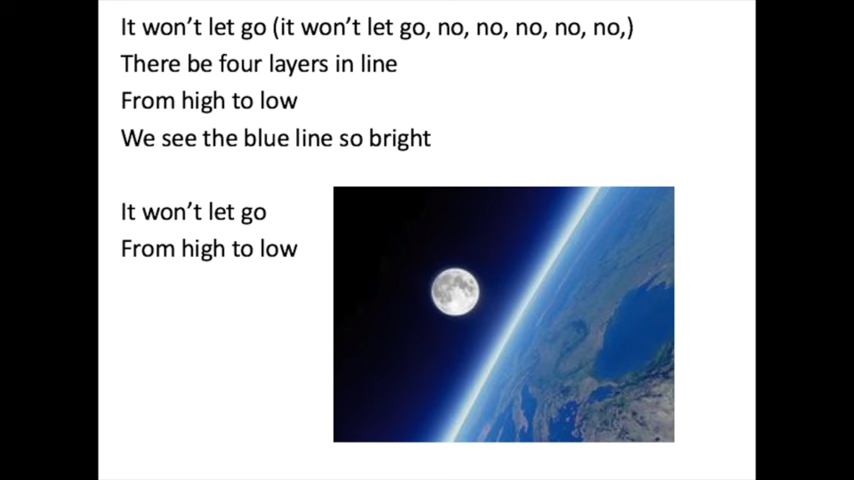 It won’t let go (it won’t let go, no, no, no, no, no,)
There be four layers in line
From high to low
We see the blue line so bright
It won’t let go
From high to low